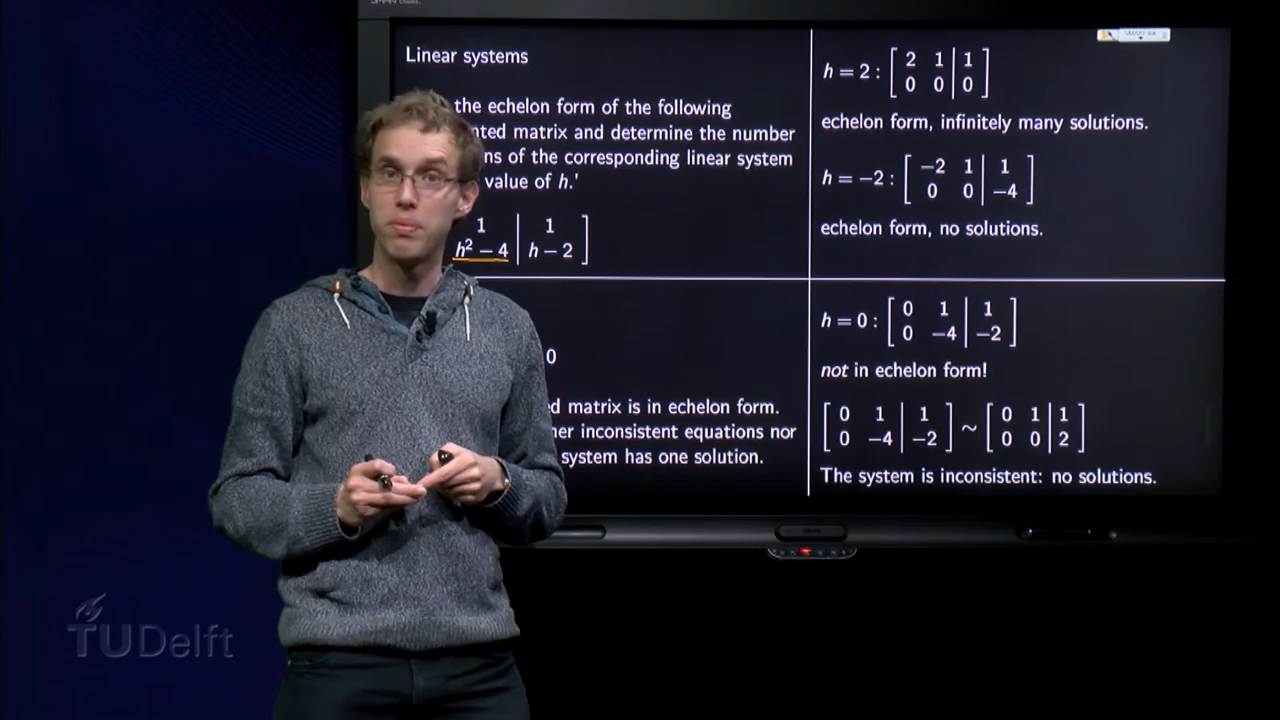 Linear systems
the echelon form of the following
nted matrix and determine the number
ns of the corresponding linear system
value of h.'
1 | 1
h² − 4 | h − 2 ]
0
d matrix is in echelon form.
her inconsistent equations nor
system has one solution.
h = 2 : [ 2 1 | 1
0 0 | 0 ]
echelon form, infinitely many solutions.
h = −2 : [ −2 1 | 1
0 0 | −4 ]
echelon form, no solutions.
h = 0 : [ 0 1 | 1
0 −4 | −2 ]
not in echelon form!
[ 0 1 | 1 ] ~ [ 0 1 | 1 ]
[ 0 −4 | −2 ] [ 0 0 | 2 ]
The system is inconsistent: no solutions.
TUDelft